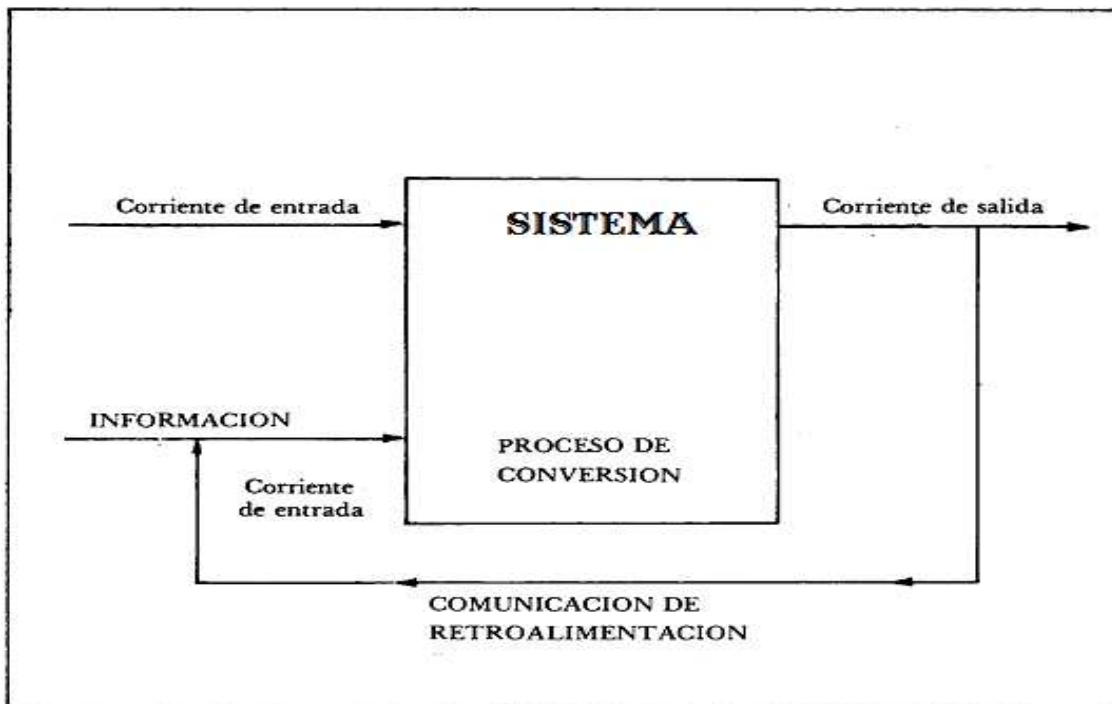 Corriente de entrada
SISTEMA
Corriente de salida
INFORMACION
Corriente
de entrada
PROCESO DE
CONVERSION
COMUNICACION DE
RETROALIMENTACION